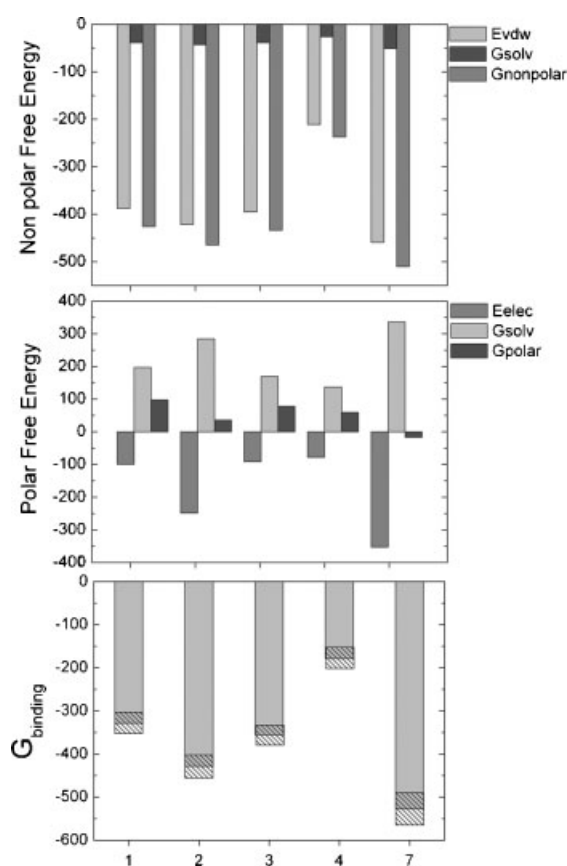 0
-100
-200
-300
-400
-500
Non polar Free Energy
Evdw
Gsolv
Gnonpolar
400
300
200
100
0
-100
-200
-300
-400
Polar Free Energy
Eelec
Gsolv
Gpolar
0
-100
-200
-300
-400
-500
-600
Gbinding
1 2 3 4 7